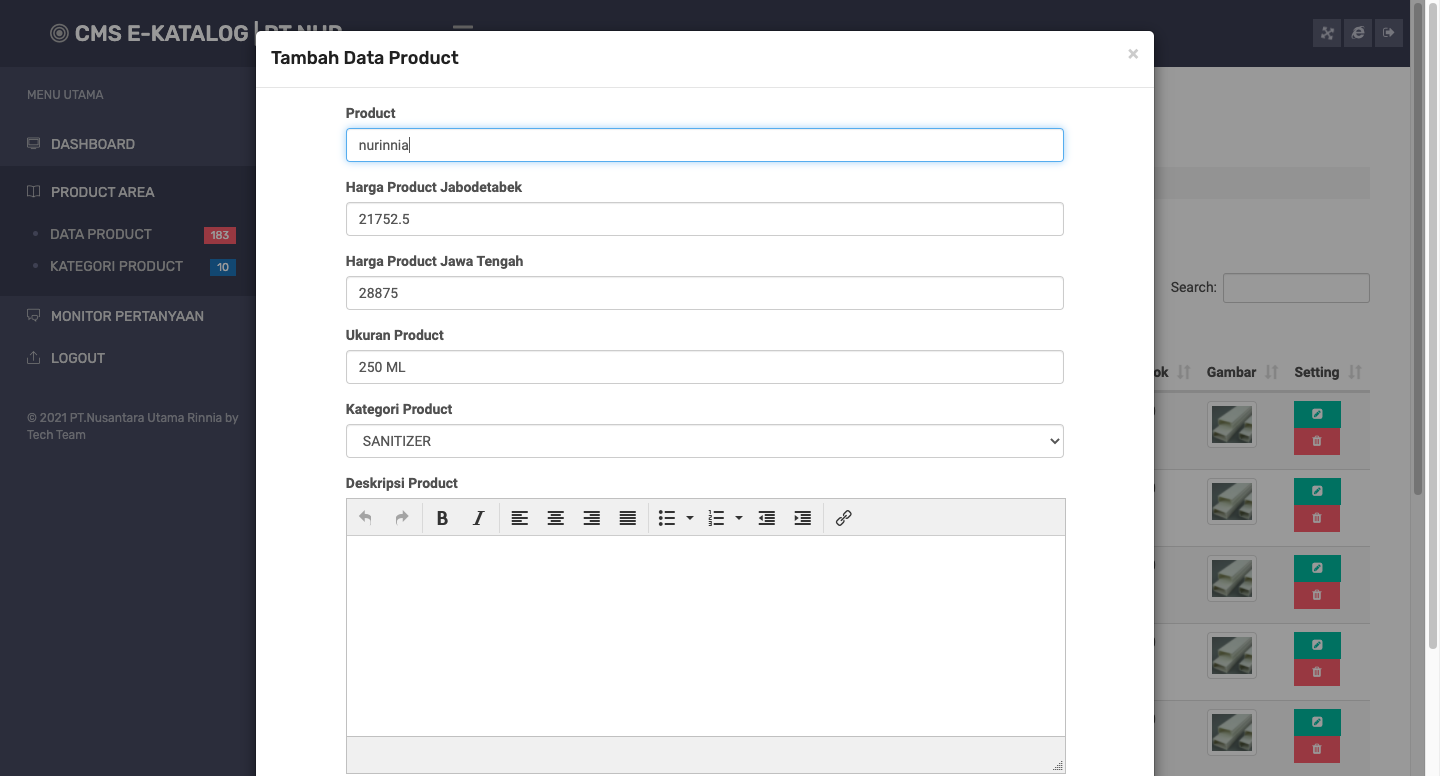 CMS E-KATALOG | PT NUR
Tambah Data Product
×
MENU UTAMA
DASHBOARD
PRODUCT AREA
DATA PRODUCT 183
KATEGORI PRODUCT 10
MONITOR PERTANYAAN
LOGOUT
© 2021 PT.Nusantara Utama Rinnia by
Tech Team
Product
nurinnia
Harga Product Jabodetabek
21752.5
Harga Product Jawa Tengah
28875
Ukuran Product
250 ML
Kategori Product
SANITIZER
Deskripsi Product
B I
Search:
ok Gambar Setting